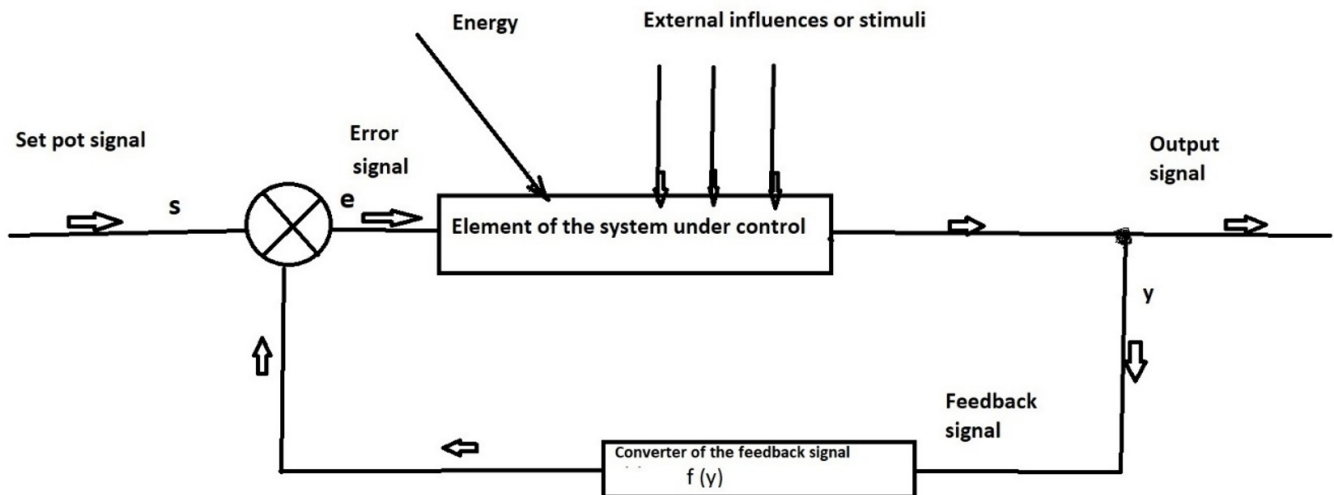 Energy
External influences or stimuli
Set pot signal
Error
signal
Output
signal
s
e
Element of the system under control
y
Feedback
signal
Converter of the feedback signal
f (y)